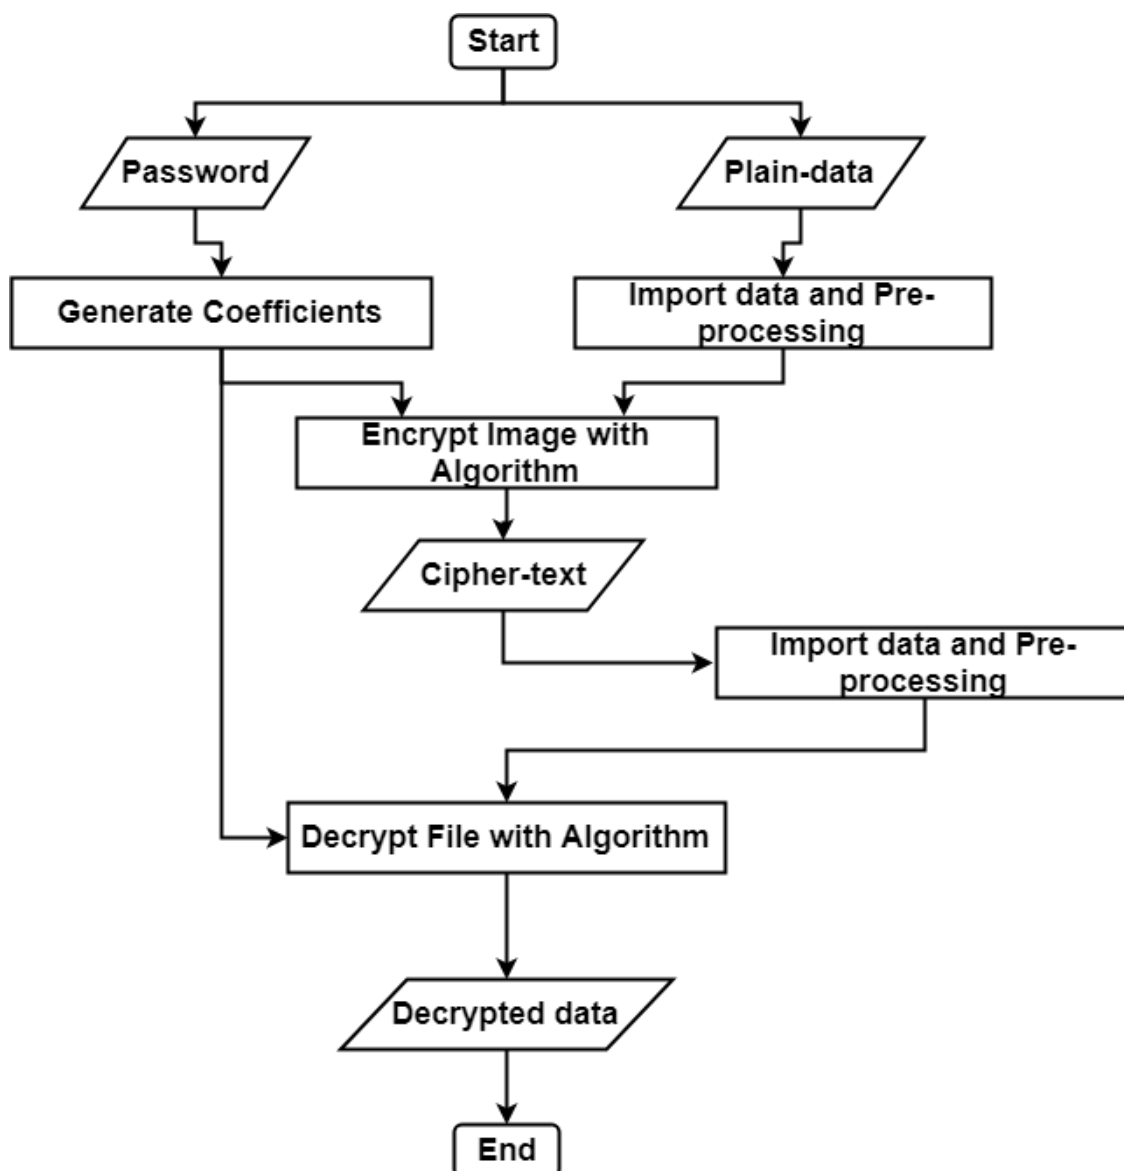 Start
Password
Plain-data
Generate Coefficients
Import data and Pre-
processing
Encrypt Image with
Algorithm
Cipher-text
Import data and Pre-
processing
Decrypt File with Algorithm
Decrypted data
End